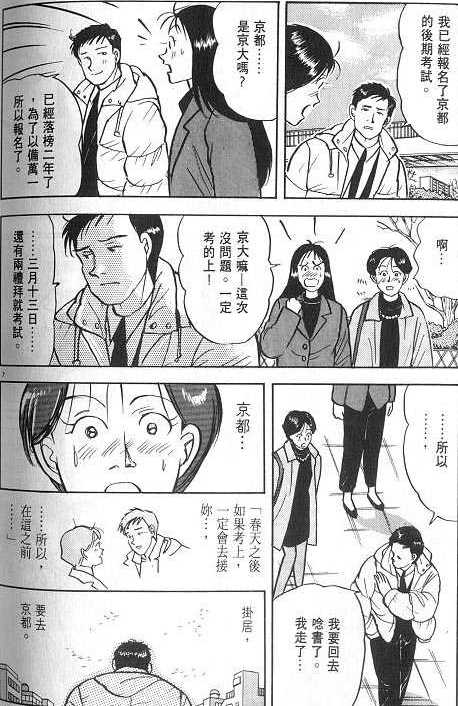 我已經報名了京都
的後期考試。
京都……
是京大嗎？
已經落榜二年了
，為了以備萬一
所以報名了。
啊…
京大嘛—這次
沒問題。一定
考的上！
……三月十三日……
還有兩禮拜就考試。
……所以
………，
我要回去
唸書了。
我走了…
京都…
「春天之後
如果考上，
一定會去接
妳…，
……所以，
在這之前
……」
掛居，
要去
京都。
7